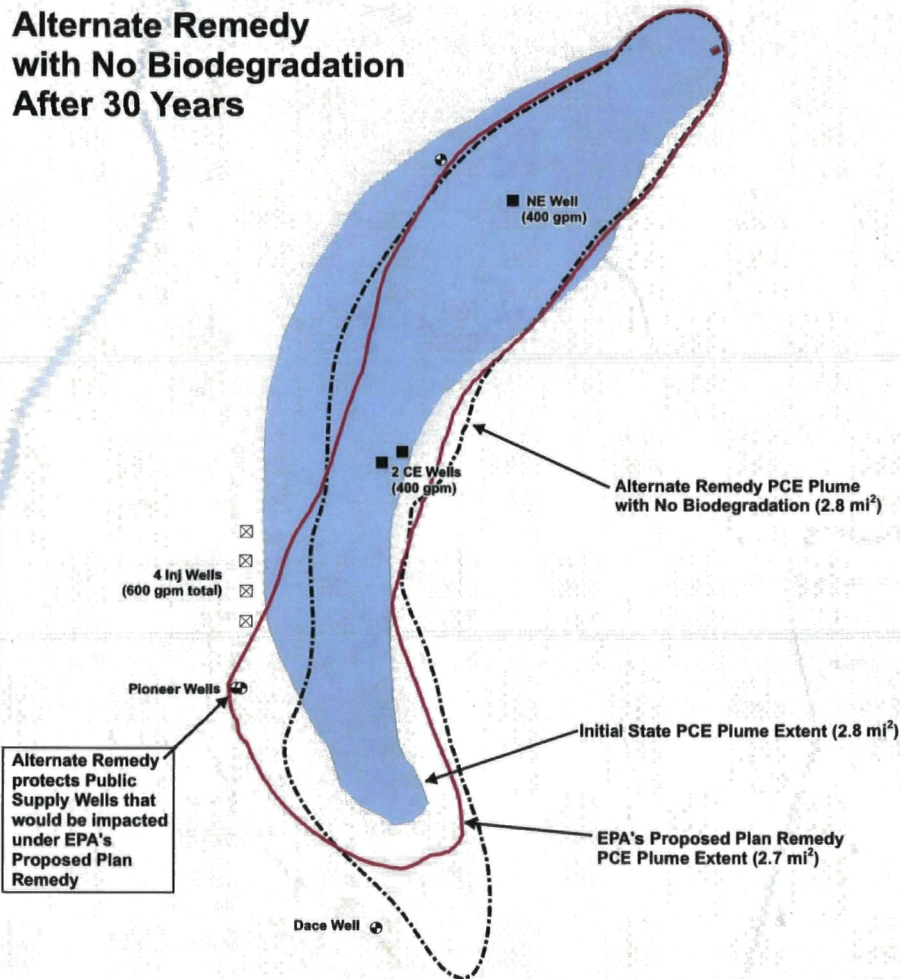 Alternate Remedy
with No Biodegradation
After 30 Years
NE Well
(400 gpm)
2 CE Wells
(400 gpm)
Alternate Remedy PCE Plume
with No Biodegradation (2.8 mi²)
4 Inj Wells
(600 gpm total)
Pioneer Wells
Initial State PCE Plume Extent (2.8 mi²)
Alternate Remedy
protects Public
Supply Wells that
would be impacted
under EPA's
Proposed Plan
Remedy
EPA's Proposed Plan Remedy
PCE Plume Extent (2.7 mi²)
Dace Well